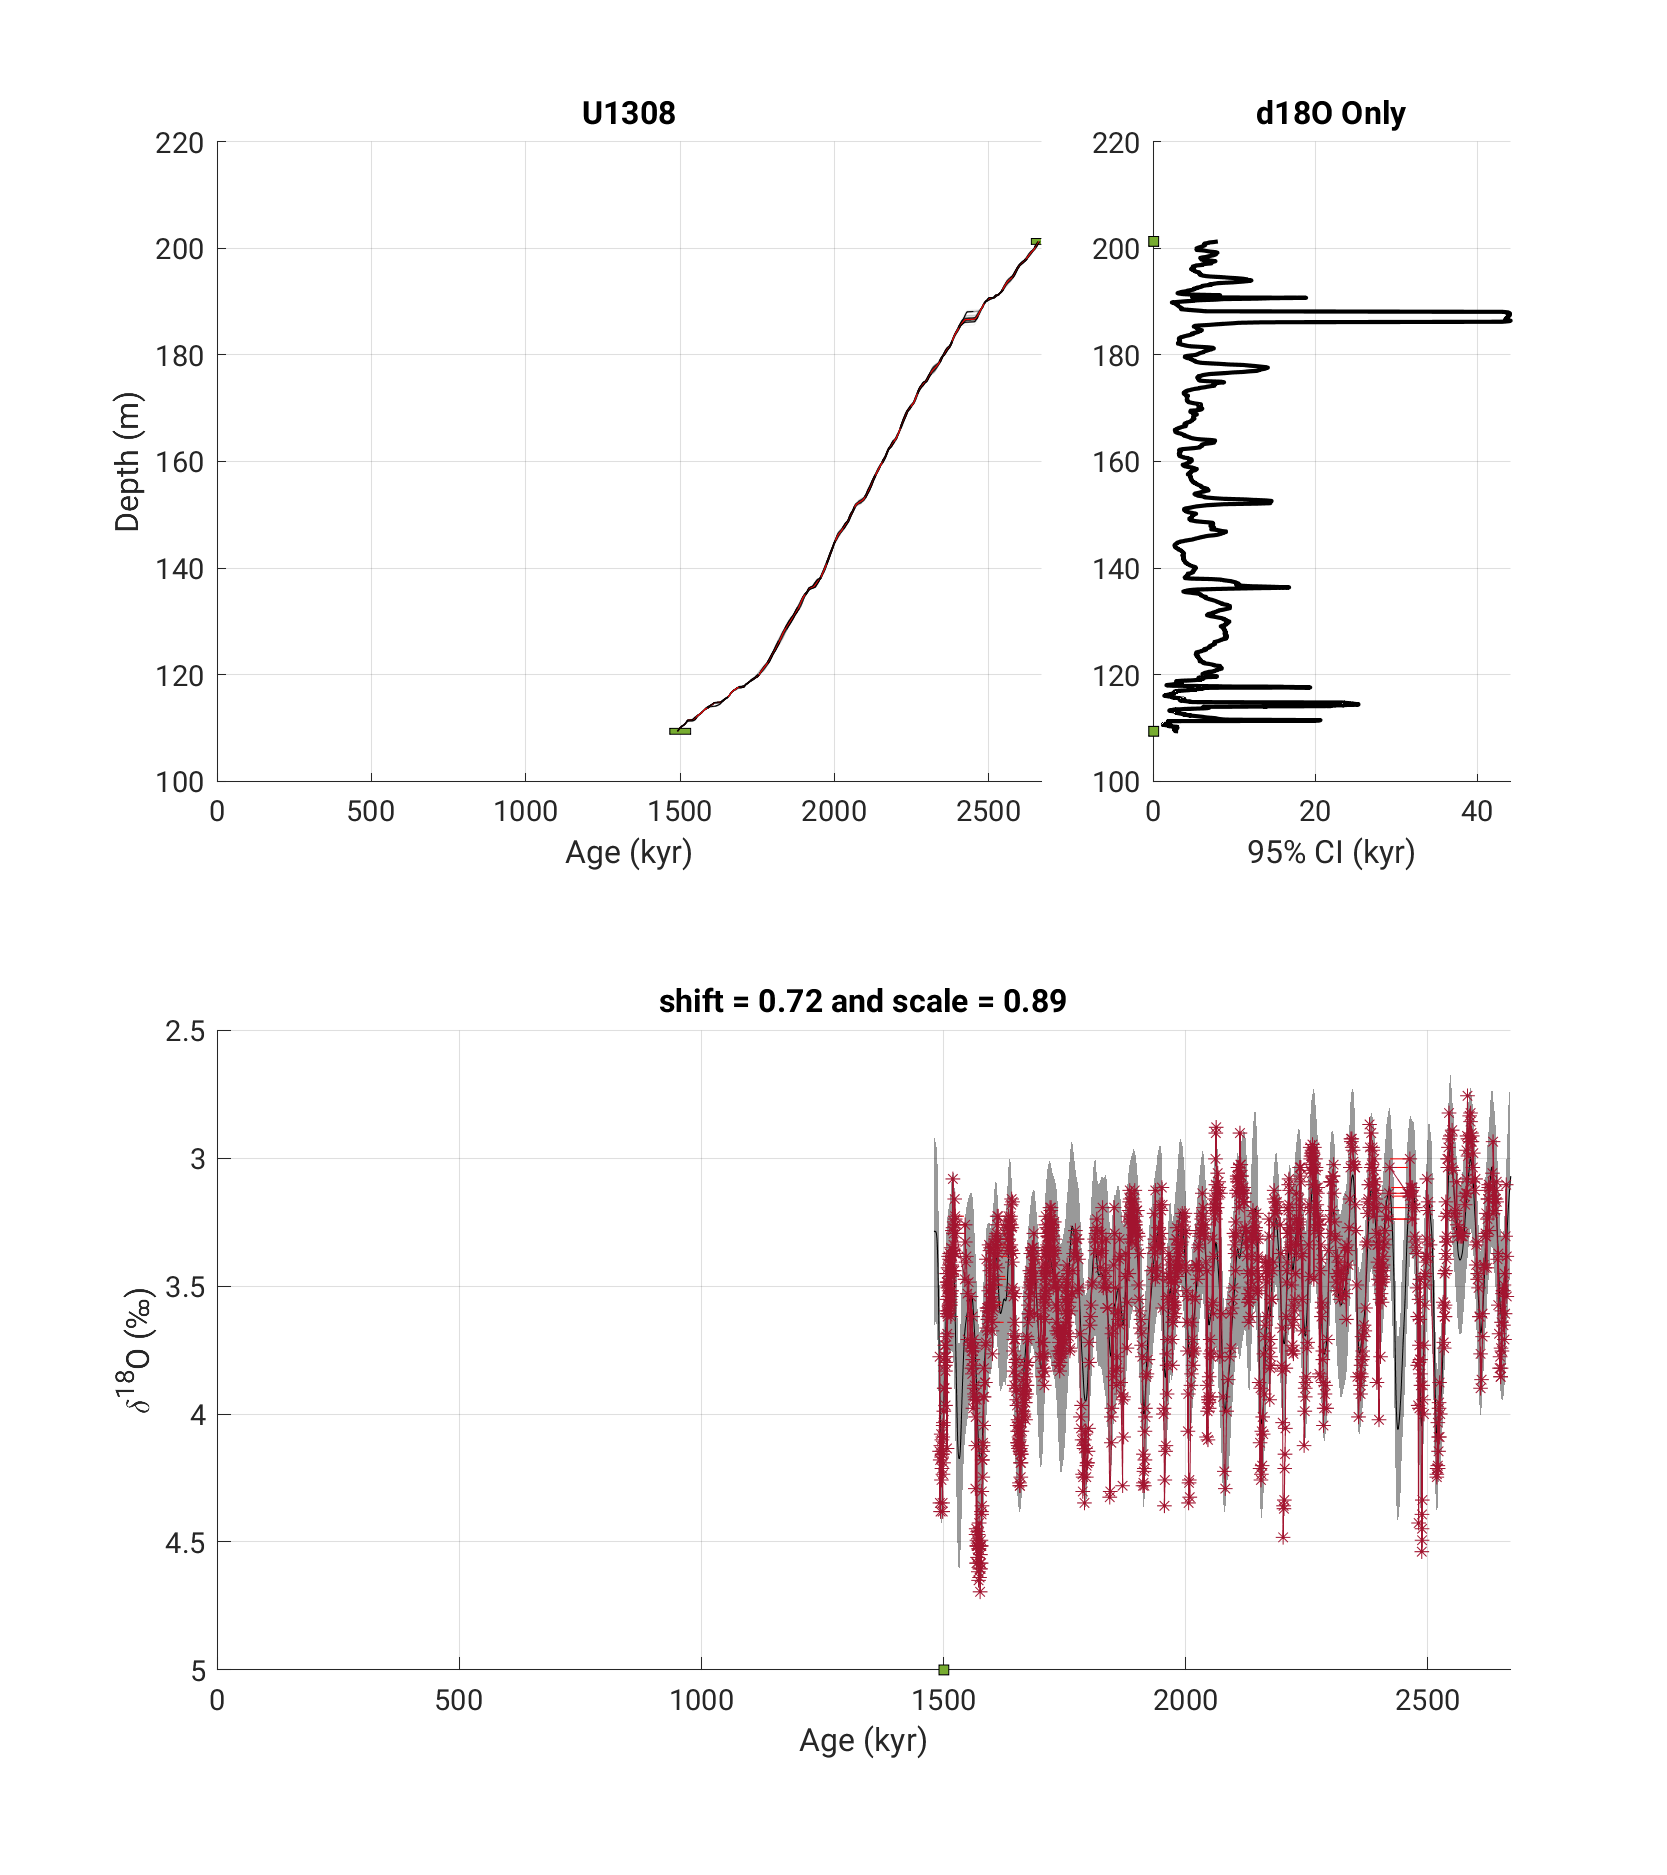 U1308
d18O Only
220
200
180
160
140
120
100
Depth (m)
0 500 1000 1500 2000 2500
Age (kyr)
220
200
180
160
140
120
100
0 20 40
95% CI (kyr)
shift = 0.72 and scale = 0.89
2.5
3
3.5
4
4.5
5
δ18O (‰)
0 500 1000 1500 2000 2500
Age (kyr)